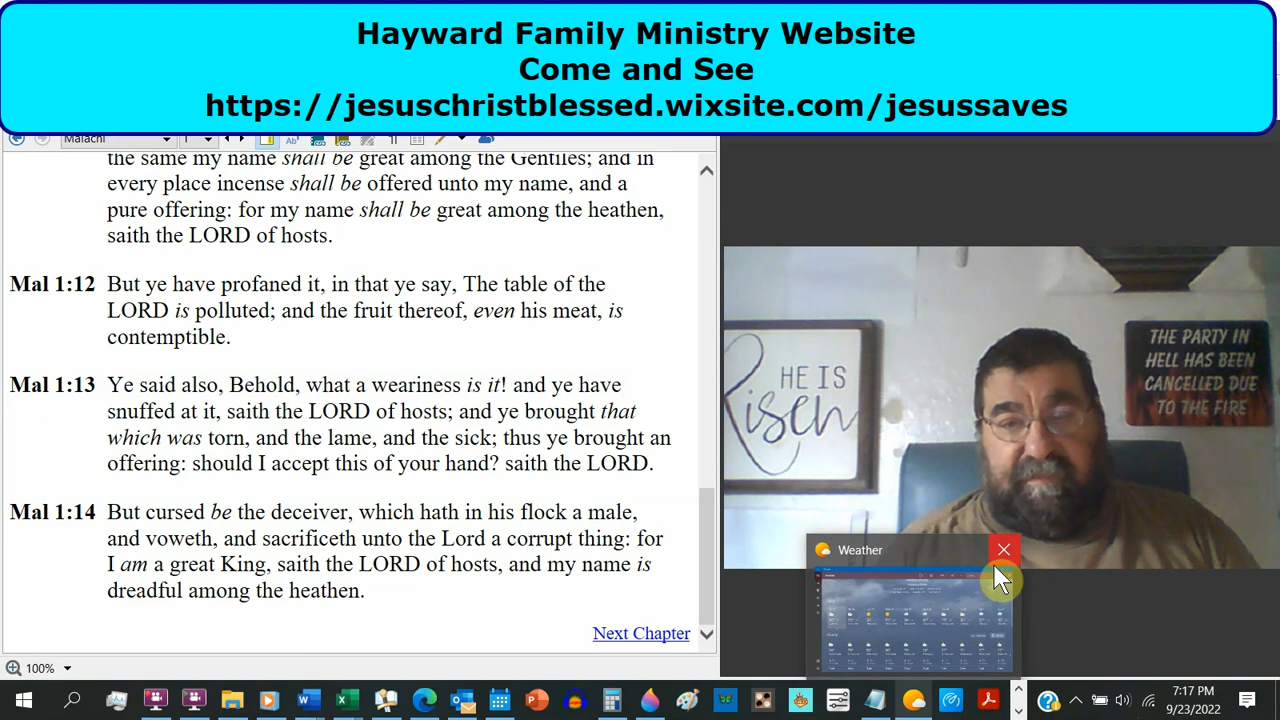 Hayward Family Ministry Website
Come and See
https://jesuschristblessed.wixsite.com/jesussaves
Malachi 1
the same my name shall be great among the Gentiles; and in
every place incense shall be offered unto my name, and a
pure offering: for my name shall be great among the heathen,
saith the LORD of hosts.
Mal 1:12 But ye have profaned it, in that ye say, The table of the
LORD is polluted; and the fruit thereof, even his meat, is
contemptible.
Mal 1:13 Ye said also, Behold, what a weariness is it! and ye have
snuffed at it, saith the LORD of hosts; and ye brought that
which was torn, and the lame, and the sick; thus ye brought an
offering: should I accept this of your hand? saith the LORD.
Mal 1:14 But cursed be the deceiver, which hath in his flock a male,
and voweth, and sacrificeth unto the Lord a corrupt thing: for
I am a great King, saith the LORD of hosts, and my name is
dreadful among the heathen.
Next Chapter
100%
HE IS
Risen
THE PARTY IN
HELL HAS BEEN
CANCELLED DUE
TO THE FIRE
Weather
7:17 PM
9/23/2022